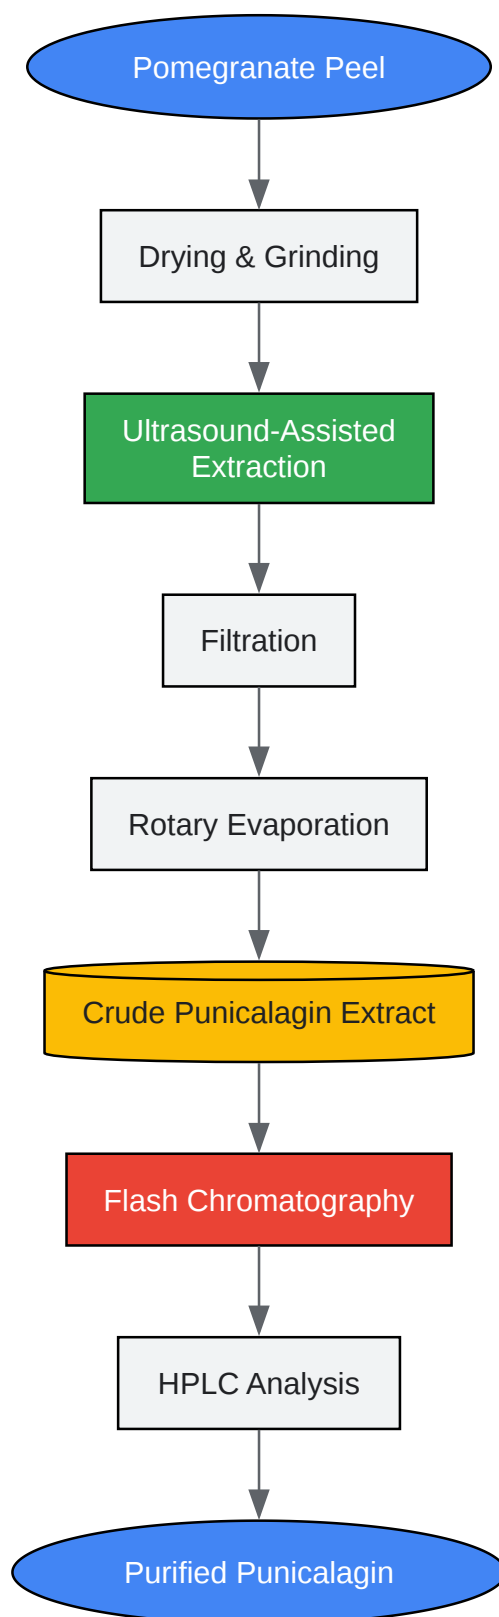 Pomegranate Peel
Drying & Grinding
Ultrasound-Assisted
Extraction
Filtration
Rotary Evaporation
Crude Punicalagin Extract
Flash Chromatography
HPLC Analysis
Purified Punicalagin